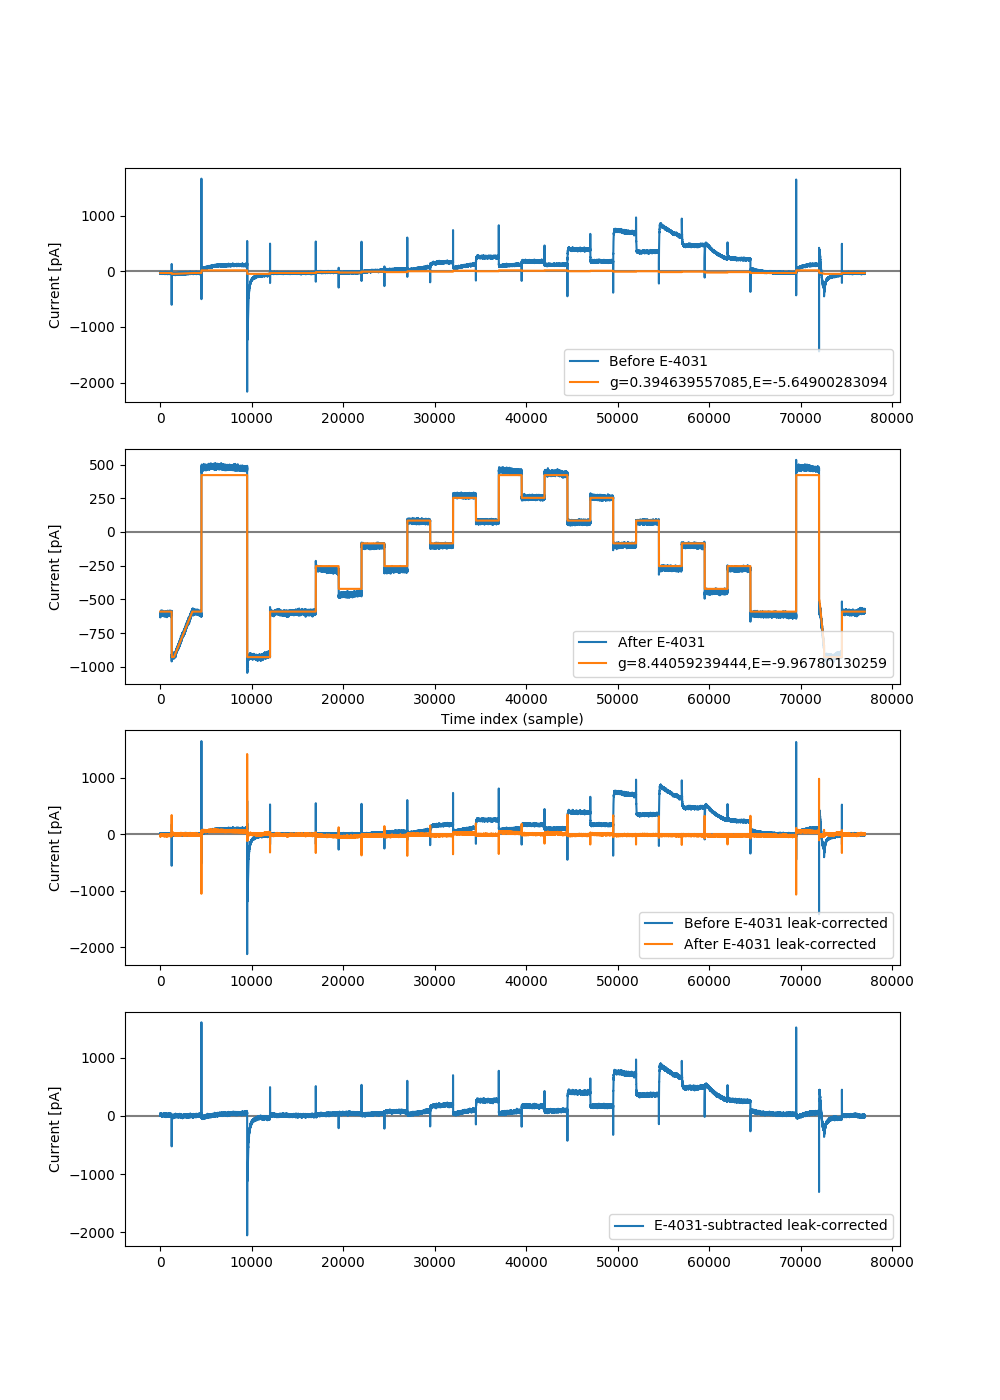 1000
0
−1000
−2000
Current [pA]
Before E-4031
g=0.394639557085,E=-5.64900283094
0 10000 20000 30000 40000 50000 60000 70000 80000
500
250
0
−250
−500
−750
−1000
Current [pA]
After E-4031
g=8.44059239444,E=-9.96780130259
0 10000 20000 30000 40000 50000 60000 70000 80000
Time index (sample)
1000
0
−1000
−2000
Current [pA]
Before E-4031 leak-corrected
After E-4031 leak-corrected
0 10000 20000 30000 40000 50000 60000 70000 80000
1000
0
−1000
−2000
Current [pA]
E-4031-subtracted leak-corrected
0 10000 20000 30000 40000 50000 60000 70000 80000